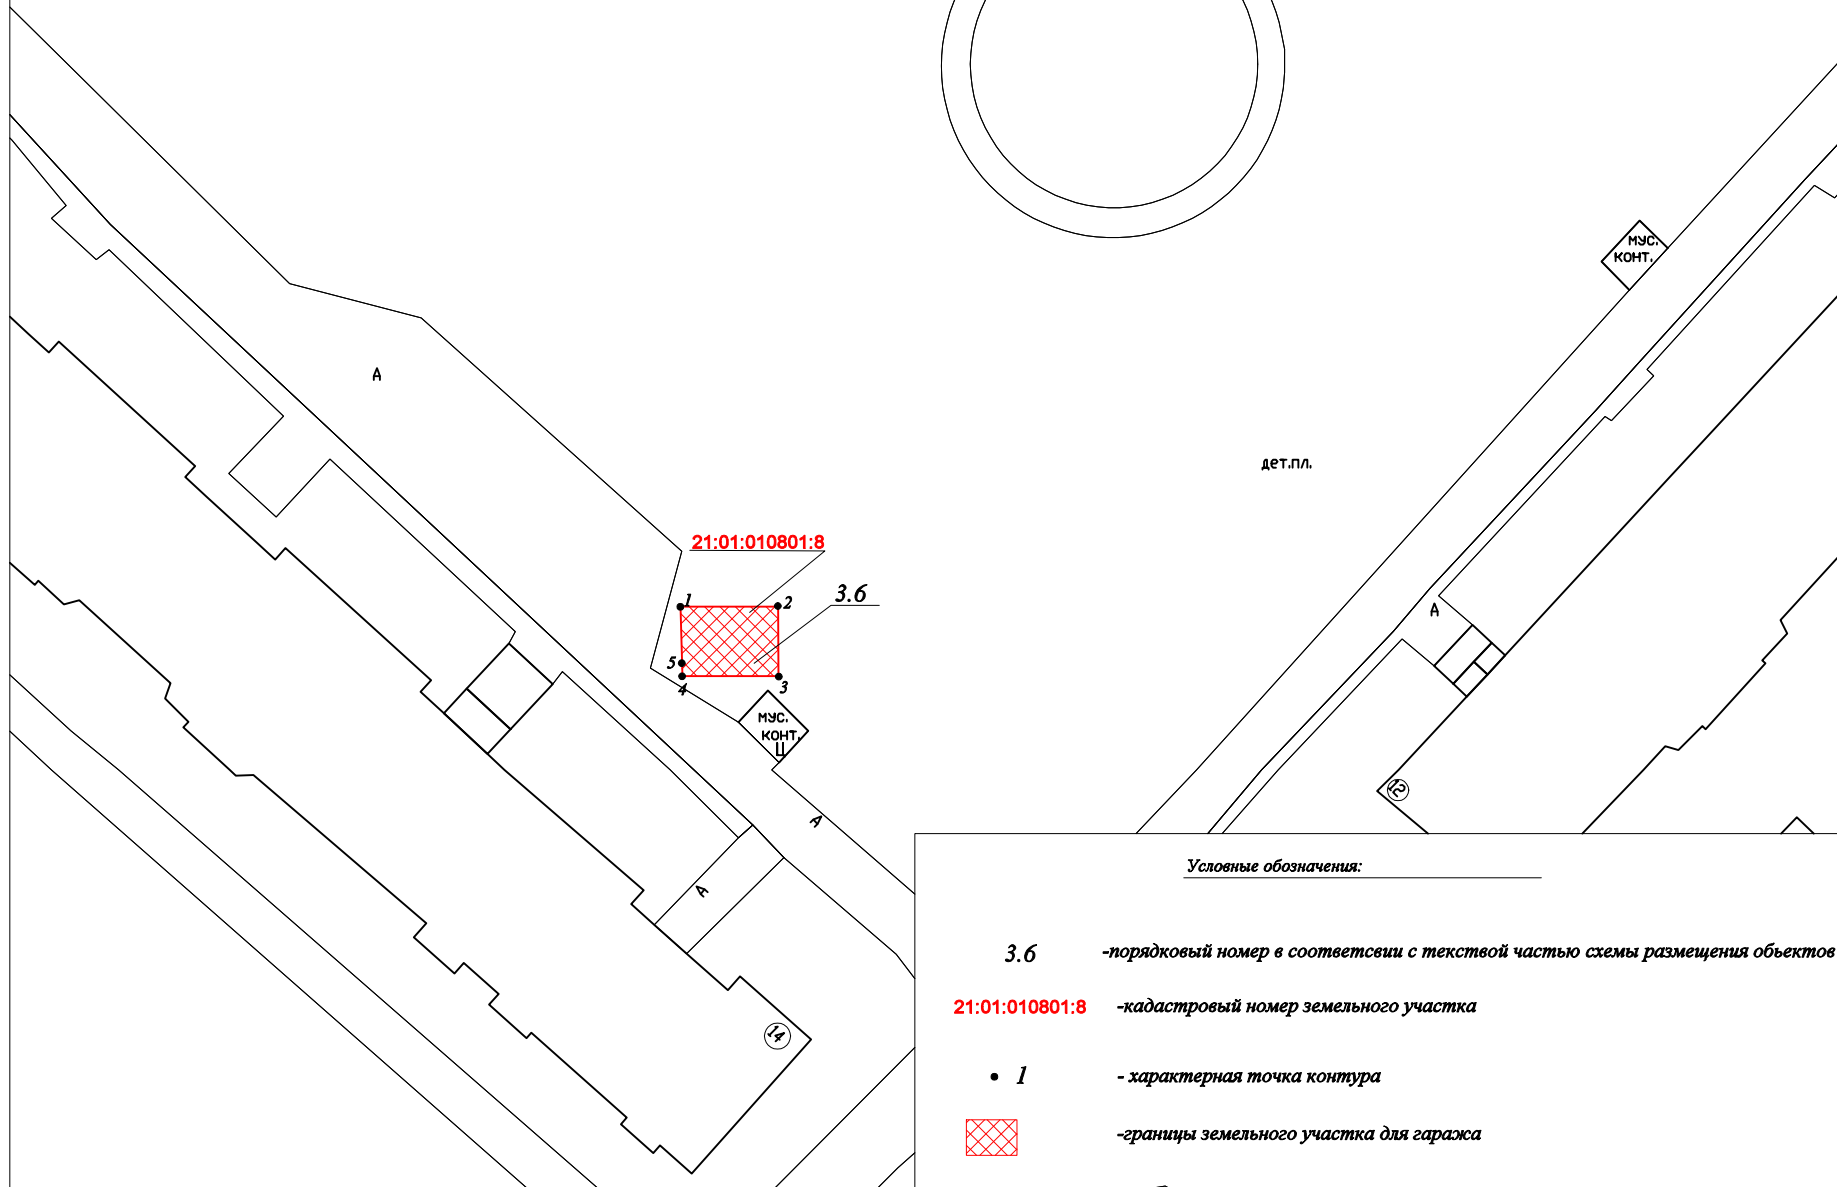 МУС.
КОНТ.
А
дет.пл.
21:01:010801:8
3.6
1
2
А
5
4
3
МУС.
КОНТ.
Ц
12
А
А
14
Условные обозначения:
3.6 -порядковый номер в соответсвии с текствой частью схемы размещения обьектов
21:01:010801:8 -кадастровый номер земельного участка
1 - характерная точка контура
-границы земельного участка для гаража